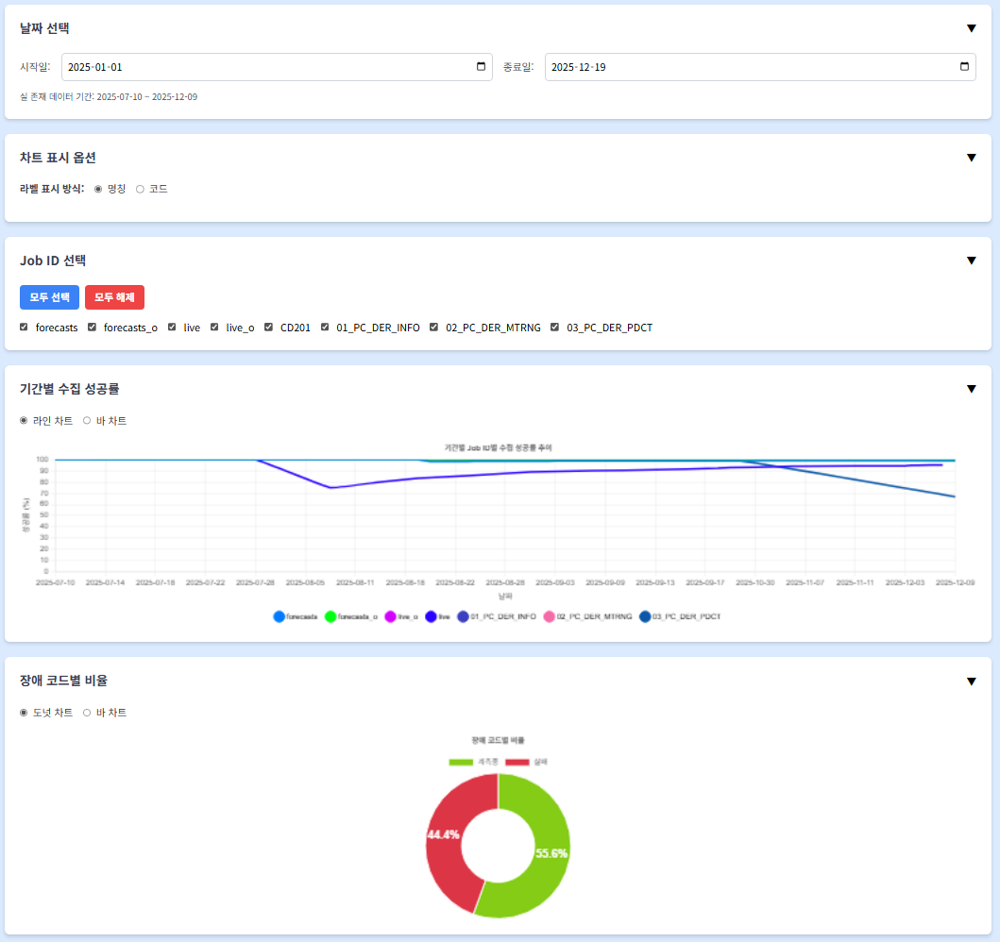 날짜 선택 ▼
시작일: 2025-01-01 종료일: 2025-12-19
실 존재 데이터 기간: 2025-07-10 ~ 2025-12-09
차트 표시 옵션 ▼
라벨 표시 방식: 명칭 코드
Job ID 선택 ▼
모두 선택 모두 해제
forecasts forecasts_o live live_o CD201 01_PC_DER_INFO 02_PC_DER_MTRNG 03_PC_DER_PDCT
기간별 수집 성공률 ▼
라인 차트 바 차트
기간별 Job ID별 수집 성공률 추이
100
90
80
70
60
50
40
30
20
10
0
성공률 (%)
2025-07-10 2025-07-14 2025-07-18 2025-07-22 2025-07-28 2025-08-05 2025-08-11 2025-08-18 2025-08-22 2025-08-28 2025-09-03 2025-09-09 2025-09-13 2025-09-17 2025-10-30 2025-11-07 2025-11-11 2025-12-03 2025-12-09
날짜
forecasts forecasts_o live_o live 01_PC_DER_INFO 02_PC_DER_MTRNG 03_PC_DER_PDCT
장애 코드별 비율 ▼
도넛 차트 바 차트
장애 코드별 비율
계측중 실패
44.4%
55.6%